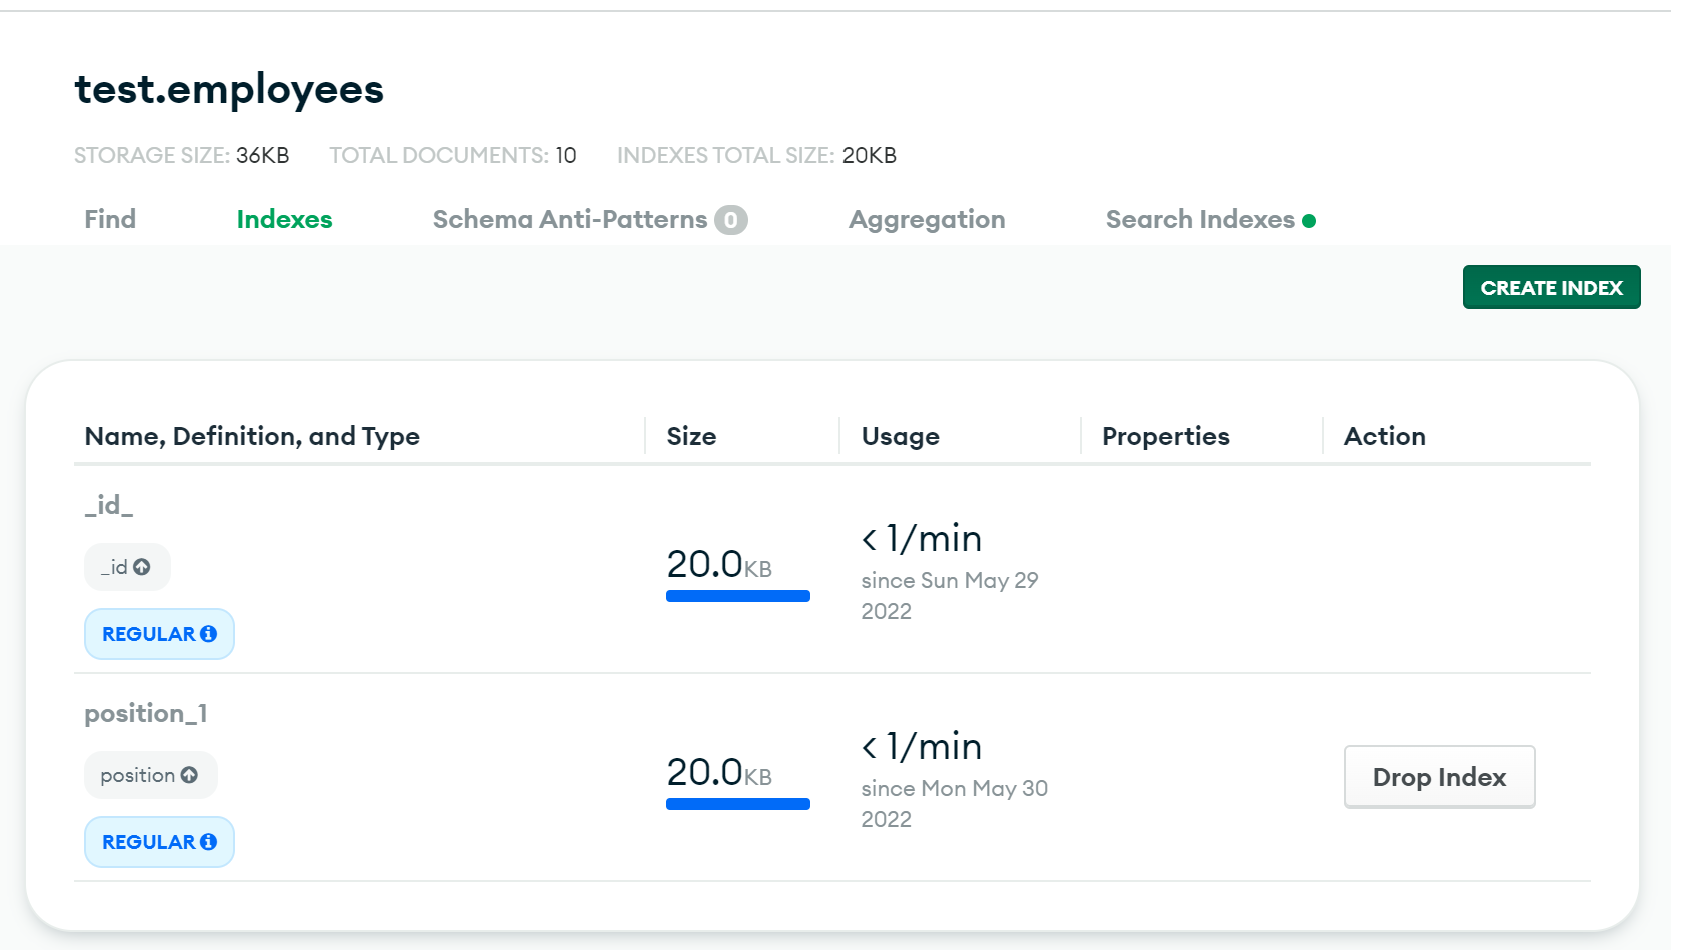 test.employees
STORAGE SIZE: 36KB TOTAL DOCUMENTS: 10 INDEXES TOTAL SIZE: 20KB
Find Indexes Schema Anti-Patterns 0 Aggregation Search Indexes
CREATE INDEX
Name, Definition, and Type Size Usage Properties Action
_id_
_id
REGULAR
20.0KB
< 1/min
since Sun May 29
2022
position_1
position
REGULAR
20.0KB
< 1/min
since Mon May 30
2022
Drop Index